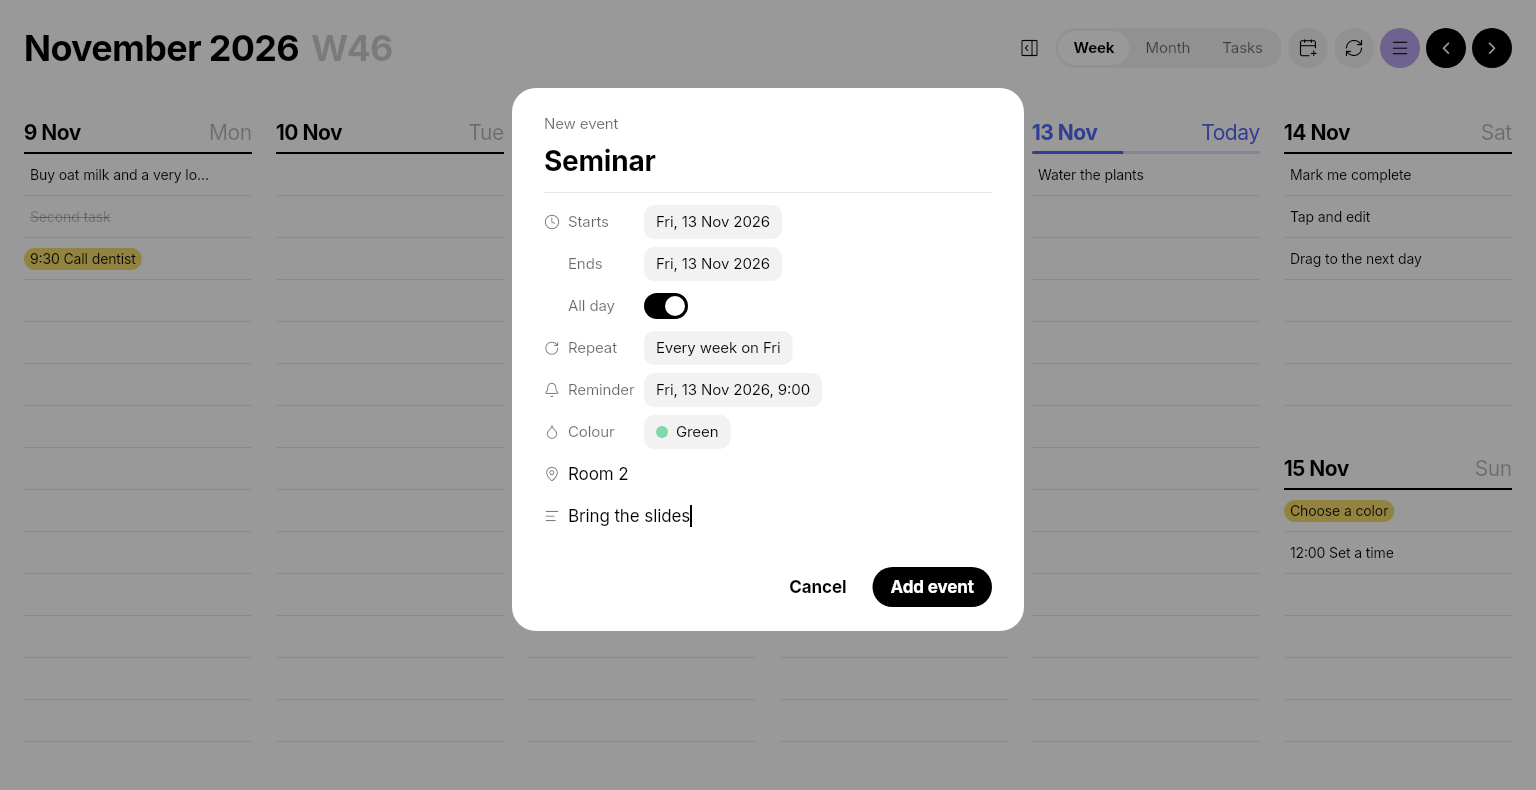 November 2026 W46
Week Month Tasks
9 Nov Mon
Buy oat milk and a very lo...
Second task
9:30 Call dentist
10 Nov Tue
New event
Seminar
Starts Fri, 13 Nov 2026
Ends Fri, 13 Nov 2026
All day
Repeat Every week on Fri
Reminder Fri, 13 Nov 2026, 9:00
Colour Green
Room 2
Bring the slides
Cancel Add event
13 Nov Today
Water the plants
14 Nov Sat
Mark me complete
Tap and edit
Drag to the next day
15 Nov Sun
Choose a color
12:00 Set a time